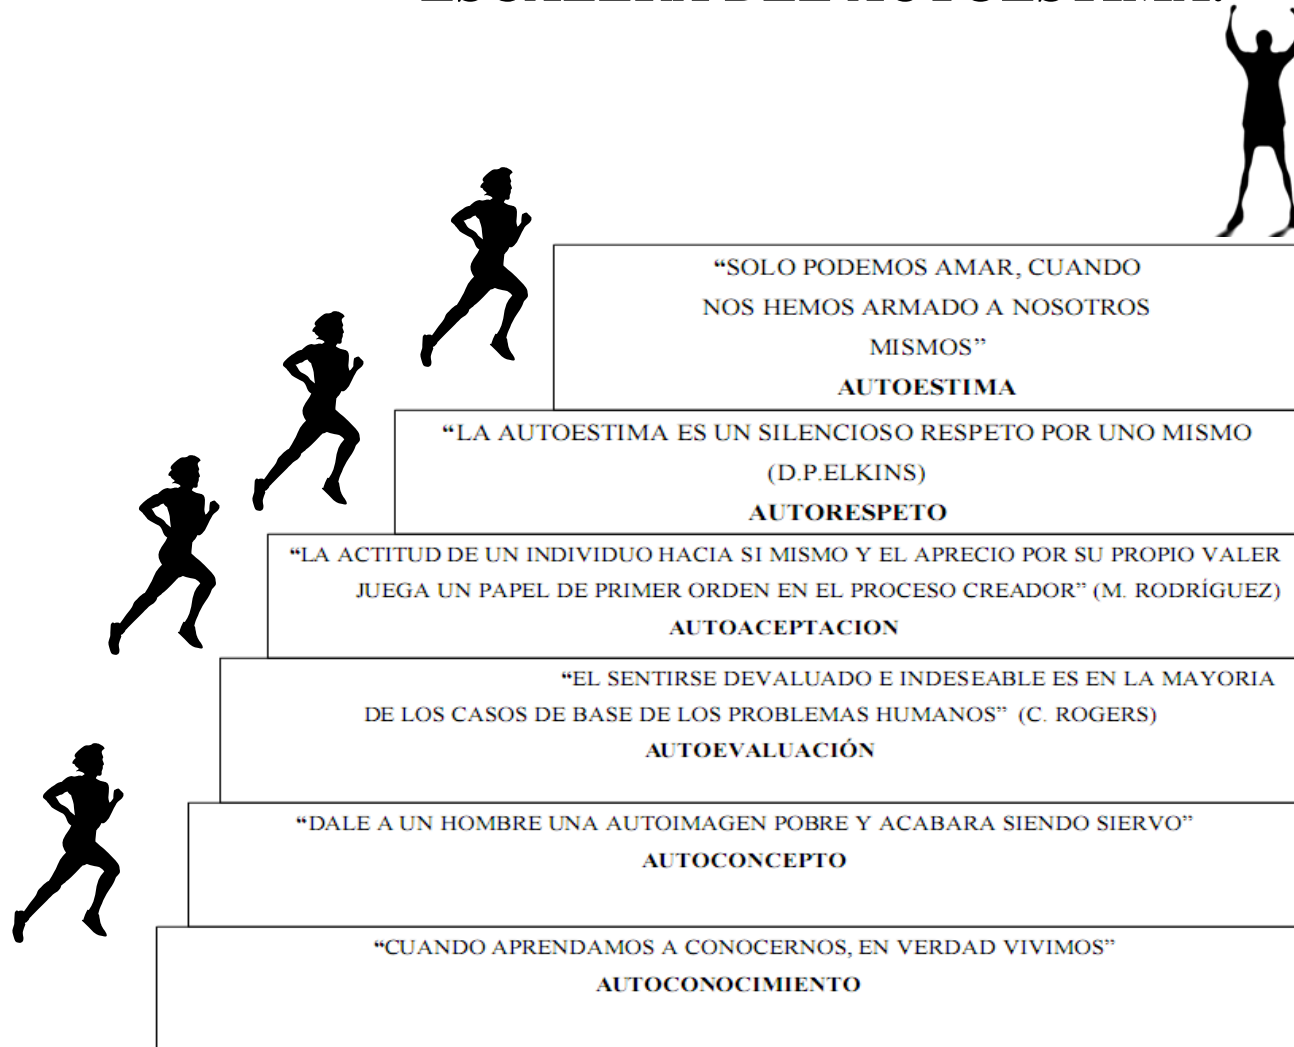 ESCALERA DEL AUTOESTIMA.
“SOLO PODEMOS AMAR, CUANDO
NOS HEMOS ARMADO A NOSOTROS
MISMOS”
AUTOESTIMA
“LA AUTOESTIMA ES UN SILENCIOSO RESPETO POR UNO MISMO
(D.P.ELKINS)
AUTORESPETO
“LA ACTITUD DE UN INDIVIDUO HACIA SI MISMO Y EL APRECIO POR SU PROPIO VALER
JUEGA UN PAPEL DE PRIMER ORDEN EN EL PROCESO CREADOR” (M. RODRÍGUEZ)
AUTOACEPTACION
“EL SENTIRSE DEVALUADO E INDESEABLE ES EN LA MAYORIA
DE LOS CASOS DE BASE DE LOS PROBLEMAS HUMANOS” (C. ROGERS)
AUTOEVALUACIÓN
“DALE A UN HOMBRE UNA AUTOIMAGEN POBRE Y ACABARA SIENDO SIERVO”
AUTOCONCEPTO
“CUANDO APRENDAMOS A CONOCERNOS, EN VERDAD VIVIMOS”
AUTOCONOCIMIENTO